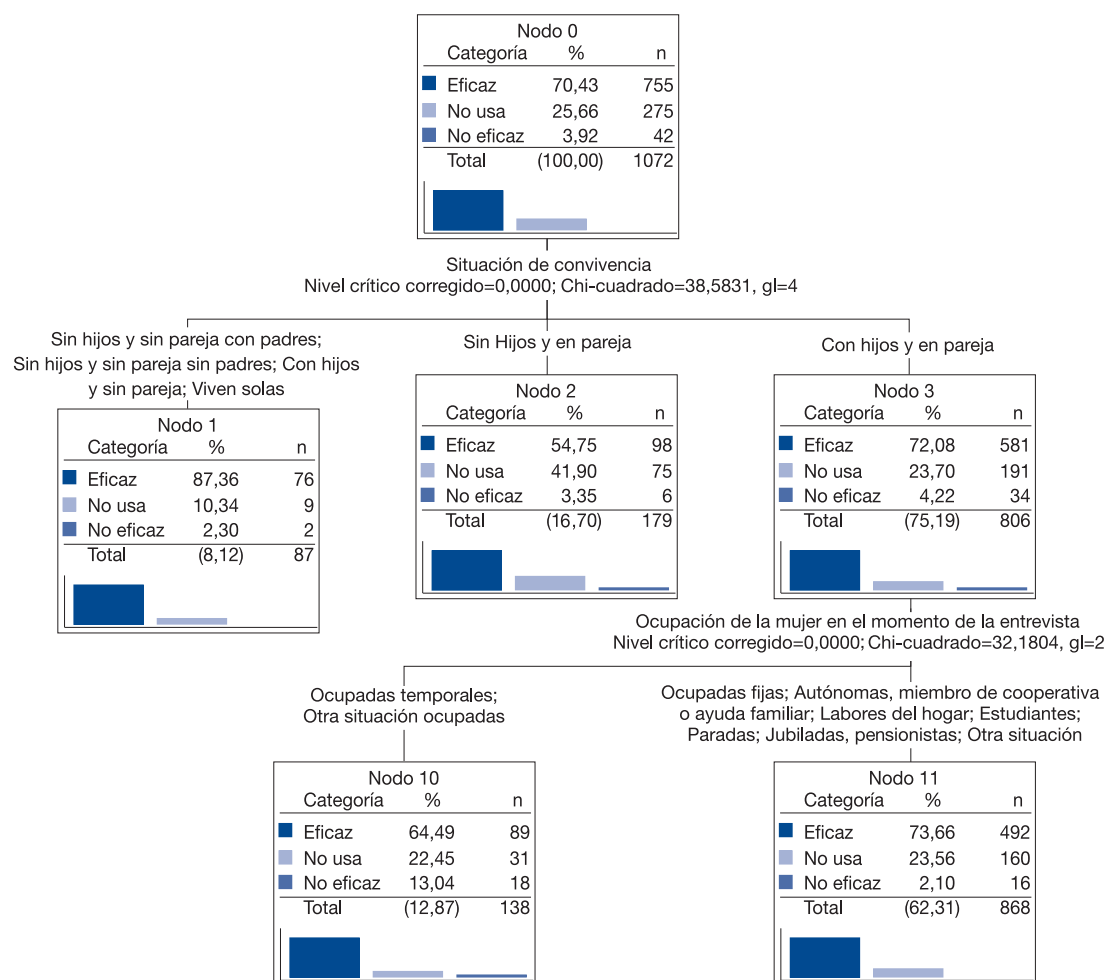 Nodo 0
Categoría % n
Eficaz 70,43 755
No usa 25,66 275
No eficaz 3,92 42
Total (100,00) 1072
Situación de convivencia
Nivel crítico corregido=0,0000; Chi-cuadrado=38,5831, gl=4
Sin hijos y sin pareja con padres;
Sin hijos y sin pareja sin padres; Con hijos
y sin pareja; Viven solas
Nodo 1
Categoría % n
Eficaz 87,36 76
No usa 10,34 9
No eficaz 2,30 2
Total (8,12) 87
Sin Hijos y en pareja
Nodo 2
Categoría % n
Eficaz 54,75 98
No usa 41,90 75
No eficaz 3,35 6
Total (16,70) 179
Con hijos y en pareja
Nodo 3
Categoría % n
Eficaz 72,08 581
No usa 23,70 191
No eficaz 4,22 34
Total (75,19) 806
Ocupación de la mujer en el momento de la entrevista
Nivel crítico corregido=0,0000; Chi-cuadrado=32,1804, gl=2
Ocupadas temporales;
Otra situación ocupadas
Nodo 10
Categoría % n
Eficaz 64,49 89
No usa 22,45 31
No eficaz 13,04 18
Total (12,87) 138
Ocupadas fijas; Autónomas, miembro de cooperativa
o ayuda familiar; Labores del hogar; Estudiantes;
Paradas; Jubiladas, pensionistas; Otra situación
Nodo 11
Categoría % n
Eficaz 73,66 492
No usa 23,56 160
No eficaz 2,10 16
Total (62,31) 868